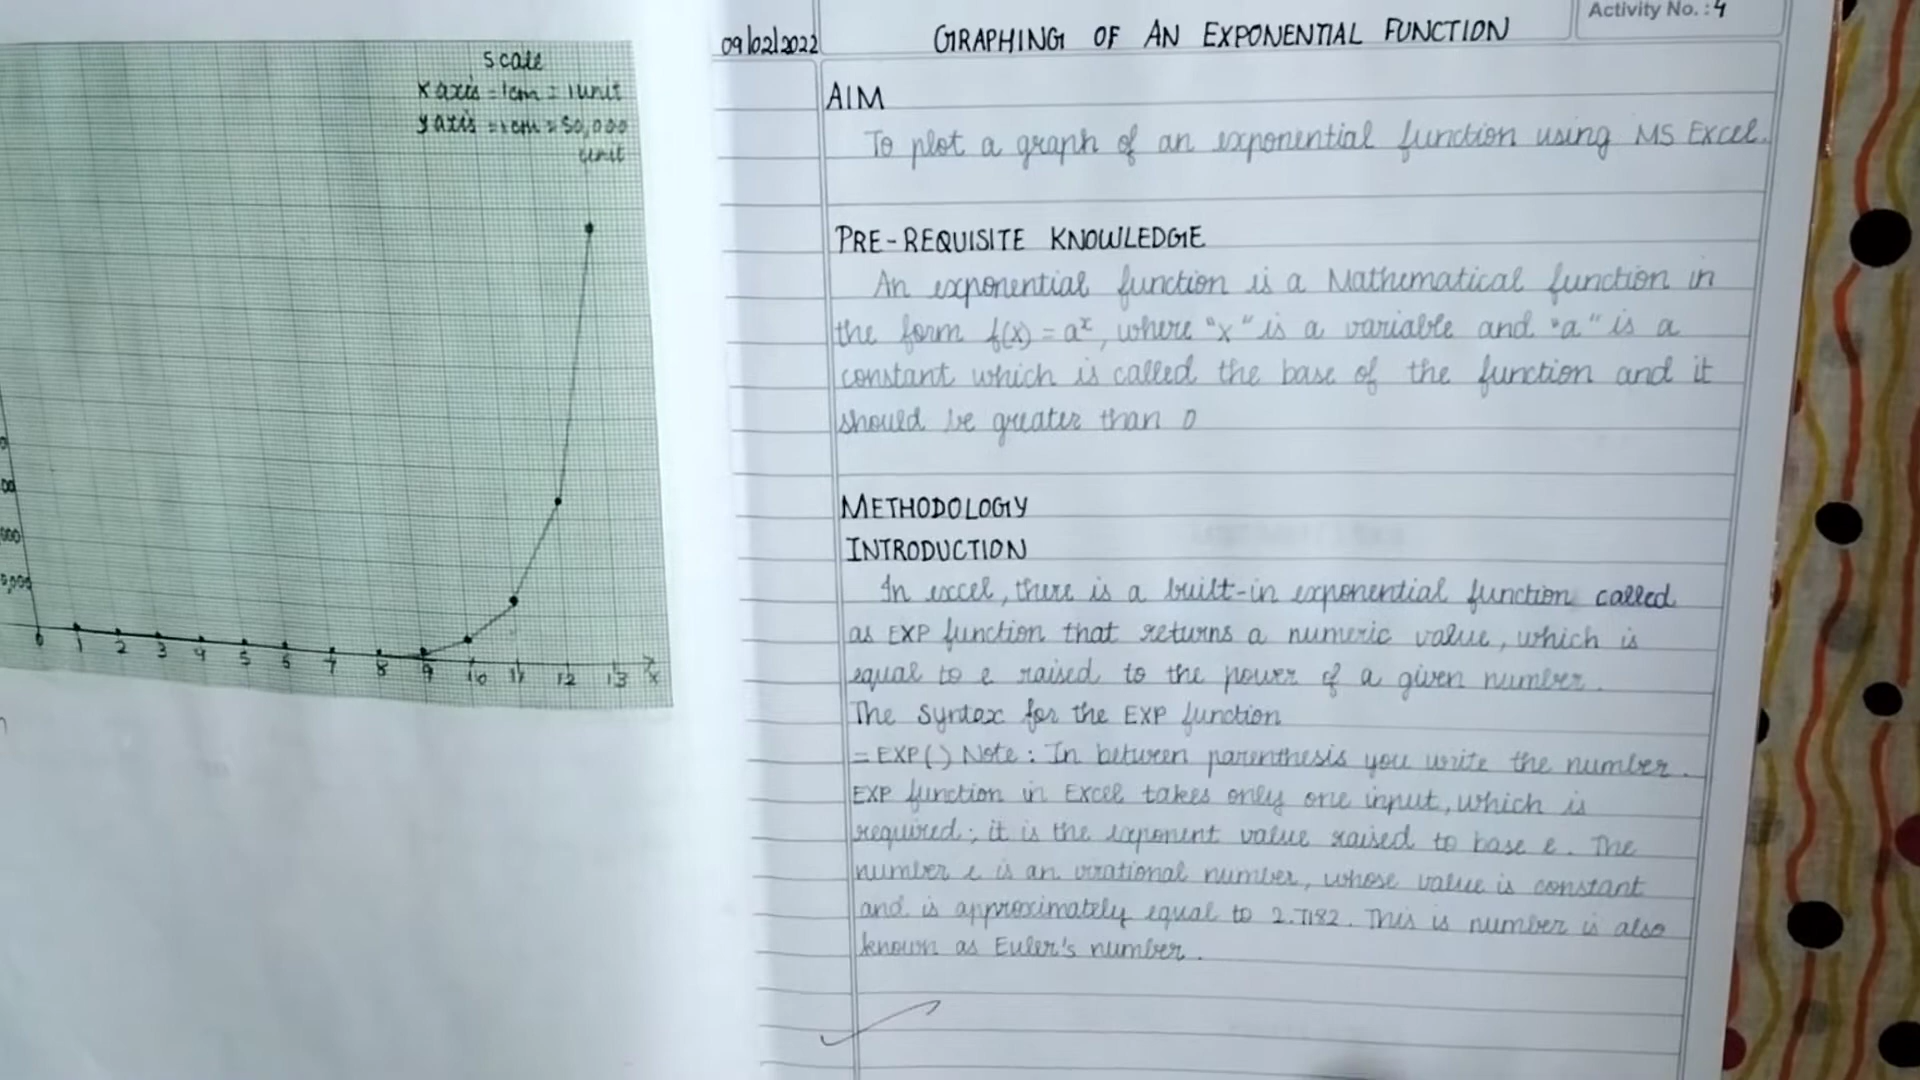 scale
x axis = 1cm = 1unit
y axis = 1cm = 50,000
unit
0 1 2 3 4 5 6 7 8 9 10 11 12 13 x
09/02/2022
GRAPHING OF AN EXPONENTIAL FUNCTION
Activity No. : 4
AIM
To plot a graph of an exponential function using MS Excel.
PRE-REQUISITE KNOWLEDGE
An exponential function is a Mathematical function in
the form f(x) = aˣ, where "x" is a variable and "a" is a
constant which is called the base of the function and it
should be greater than 0
METHODOLOGY
INTRODUCTION
In excel, there is a built-in exponential function called
as EXP function that returns a numeric value, which is
equal to e raised to the power of a given number.
The Syntax for the EXP function
= EXP() Note : In between parenthesis you write the number.
EXP function in Excel takes only one input, which is
required; it is the exponent value raised to base e. The
number e is an irrational number, whose value is constant
and is approximately equal to 2.7182. This is number is also
known as Euler's number.